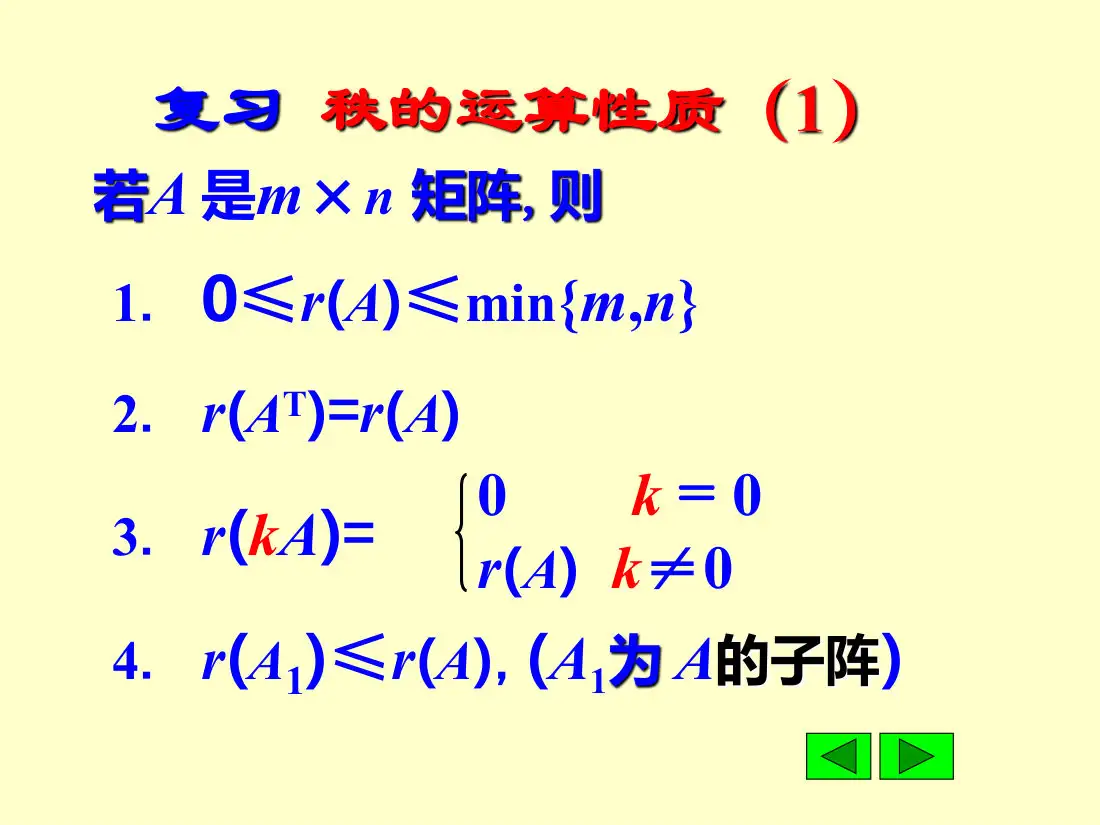 复习 秩的运算性质（1）
若A 是m×n 矩阵, 则
1. 0≤r(A)≤min{m,n}
2. r(Aᵀ)=r(A)
3. r(kA)= { 0 k = 0
r(A) k≠0
4. r(A₁)≤r(A), (A₁为 A的子阵)